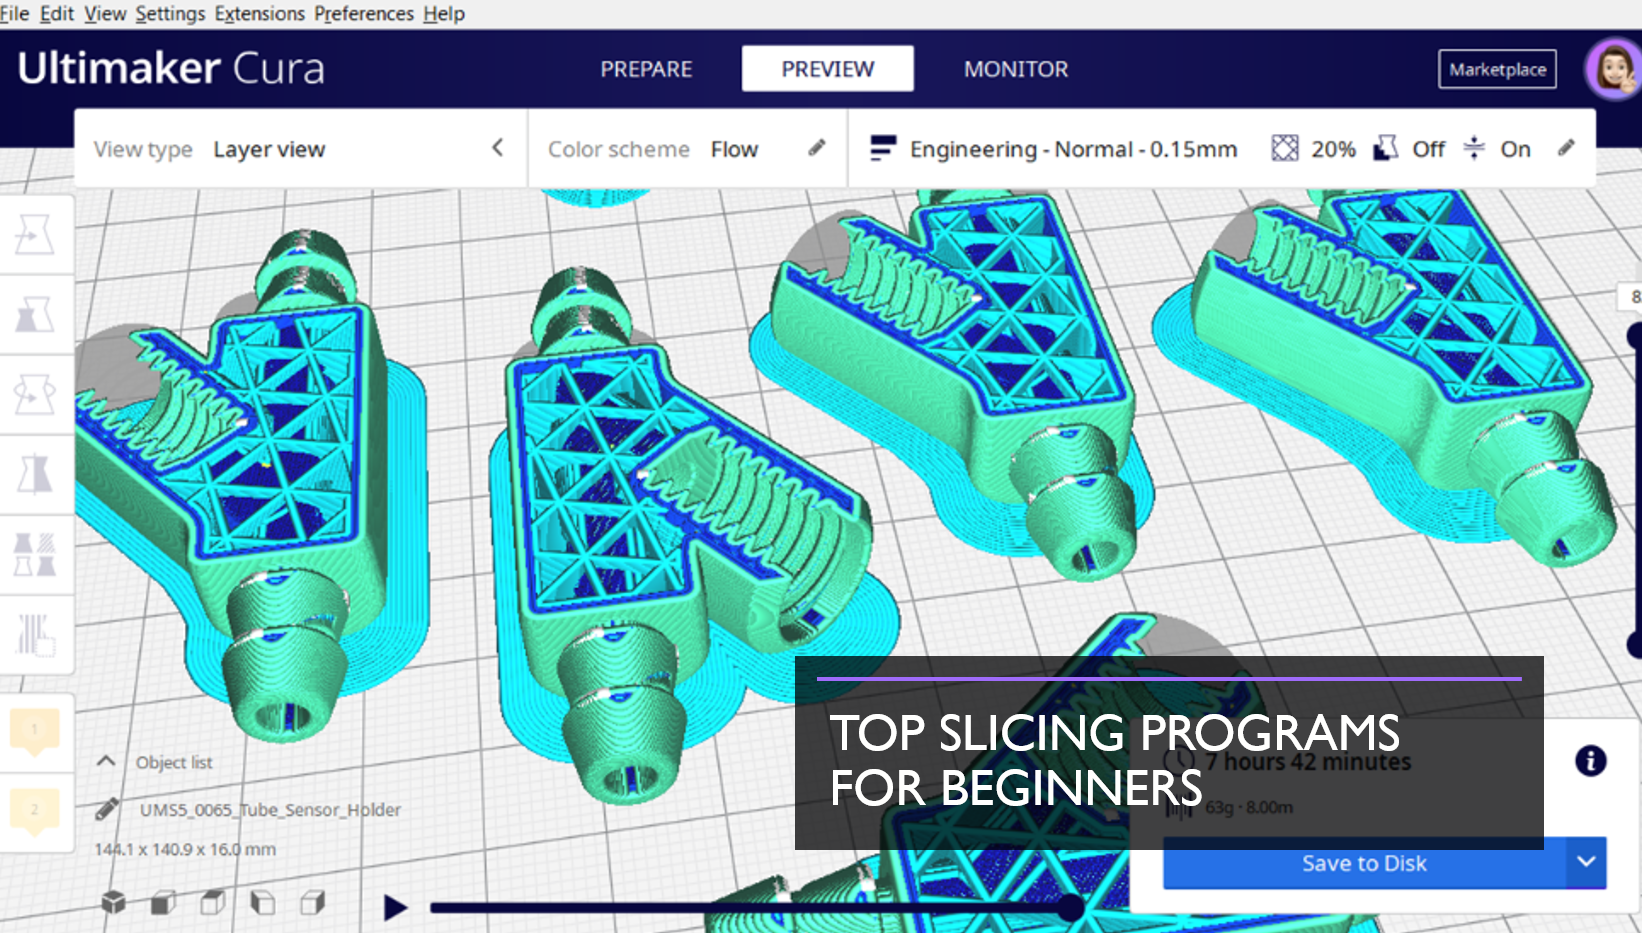 File Edit View Settings Extensions Preferences Help
Ultimaker Cura
PREPARE PREVIEW MONITOR
Marketplace
View type Layer view
Color scheme Flow
Engineering - Normal - 0.15mm 20% Off On
8
1
2
Object list
UMS5_0065_Tube_Sensor_Holder
144.1 x 140.9 x 16.0 mm
TOP SLICING PROGRAMS
FOR BEGINNERS
7 hours 42 minutes
63g · 8.00m
Save to Disk